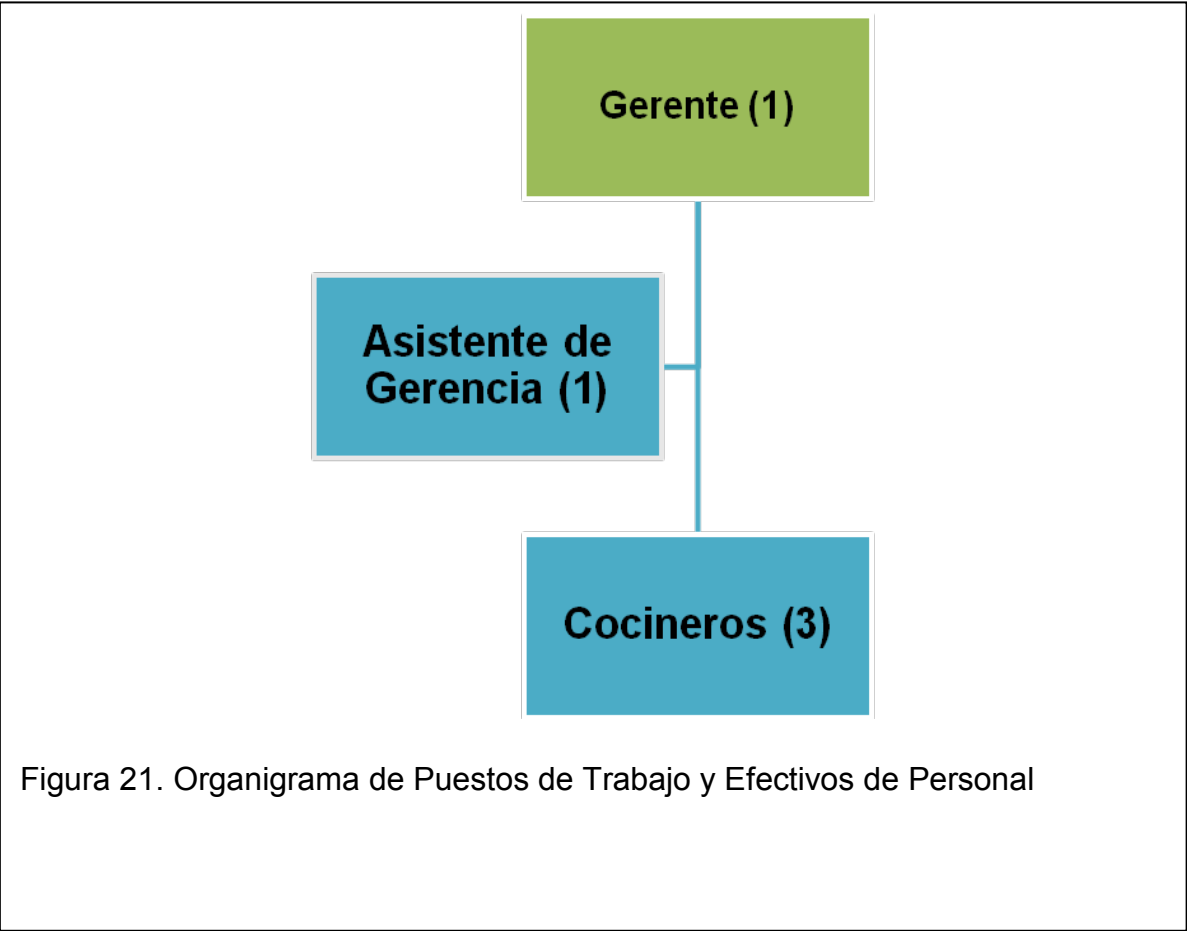 Gerente (1)
Asistente de
Gerencia (1)
Cocineros (3)
Figura 21. Organigrama de Puestos de Trabajo y Efectivos de Personal